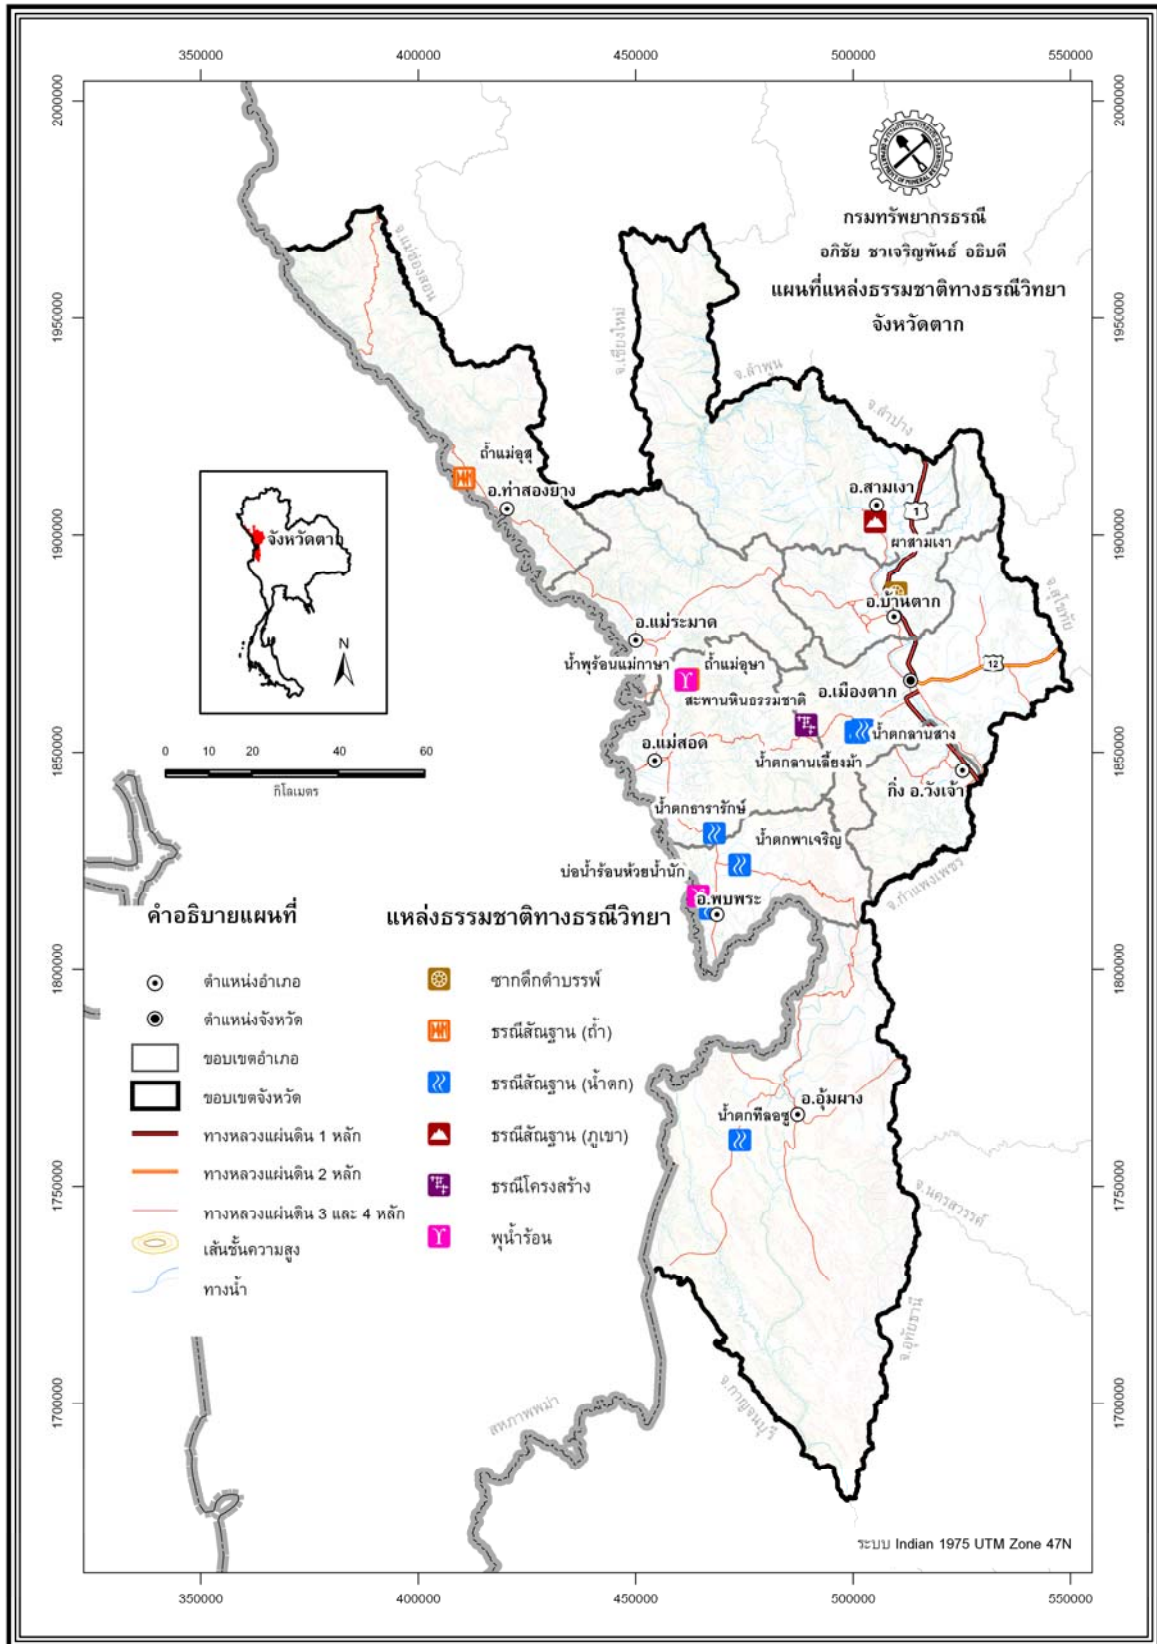 350000 400000 450000 500000 550000
2000000
1950000
1900000
1850000
1800000
1750000
1700000
กรมทรัพยากรธรณี
อภิชัย ชวเจริญพันธ์ อธิบดี
แผนที่แหล่งธรรมชาติทางธรณีวิทยา
จังหวัดตาก
จ.แม่ฮ่องสอน
จ.เชียงใหม่
จ.ลำพูน
จ.ลำปาง
จ.สุโขทัย
จ.กำแพงเพชร
จ.นครสวรรค์
จ.อุทัยธานี
จ.กาญจนบุรี
สหภาพพม่า
ถ้ำแม่อุสุ
อ.ท่าสองยาง
อ.สามเงา
1
ผาสามเงา
อ.บ้านตาก
อ.แม่ระมาด
น้ำพุร้อนแม่กาษา
ถ้ำแม่อุษา
12
อ.เมืองตาก
สะพานหินธรรมชาติ
น้ำตกลานสาง
อ.แม่สอด
น้ำตกลานเลี้ยงม้า
กิ่ง อ.วังเจ้า
น้ำตกธารารักษ์
น้ำตกพาเจริญ
บ่อน้ำร้อนห้วยน้ำนัก
อ.พบพระ
อ.อุ้มผาง
น้ำตกทีลอซู
จังหวัดตาก
N
0 10 20 40 60
กิโลเมตร
คำอธิบายแผนที่
ตำแหน่งอำเภอ
ตำแหน่งจังหวัด
ขอบเขตอำเภอ
ขอบเขตจังหวัด
ทางหลวงแผ่นดิน 1 หลัก
ทางหลวงแผ่นดิน 2 หลัก
ทางหลวงแผ่นดิน 3 และ 4 หลัก
เส้นชั้นความสูง
ทางน้ำ
แหล่งธรรมชาติทางธรณีวิทยา
ซากดึกดำบรรพ์
ธรณีสัณฐาน (ถ้ำ)
ธรณีสัณฐาน (น้ำตก)
ธรณีสัณฐาน (ภูเขา)
ธรณีโครงสร้าง
พุน้ำร้อน
ระบบ Indian 1975 UTM Zone 47N
2000000
1950000
1900000
1850000
1800000
1750000
1700000
350000 400000 450000 500000 550000